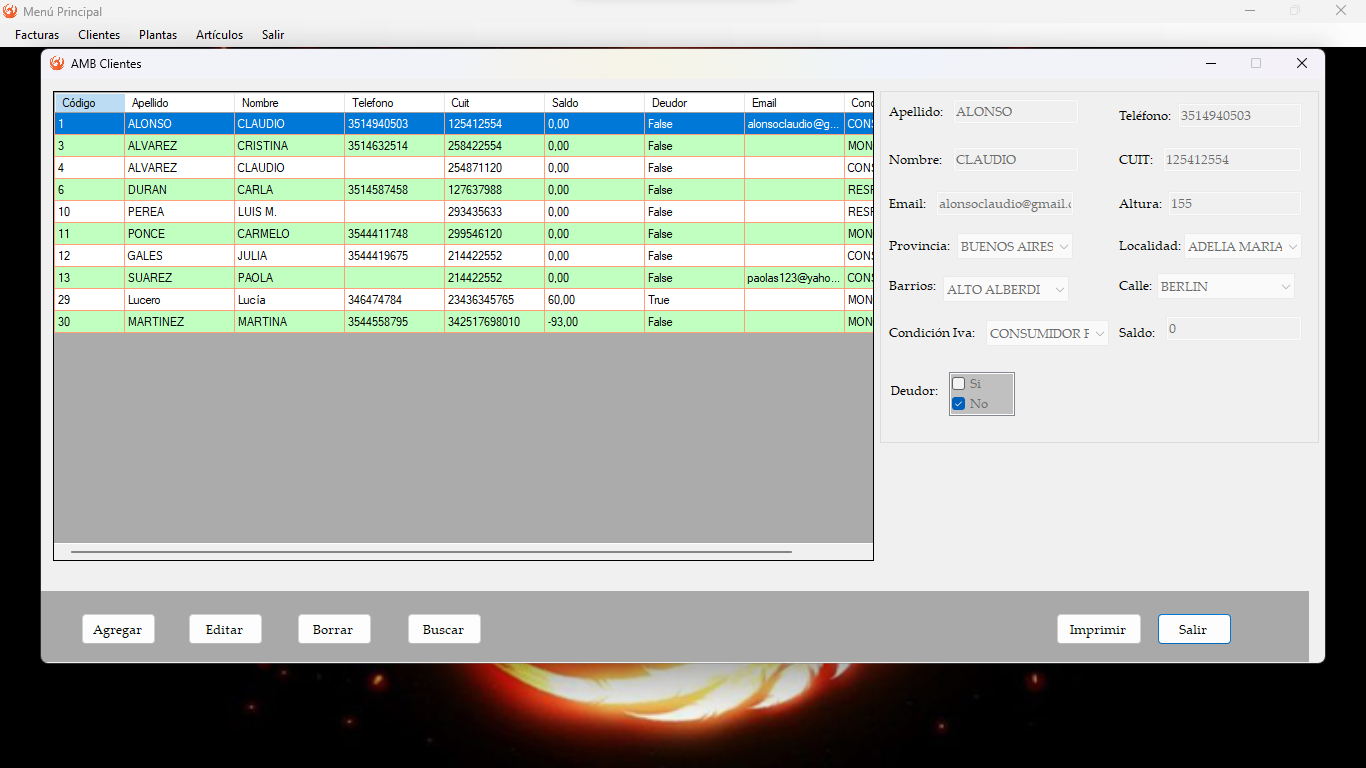 Menú Principal
Facturas Clientes Plantas Artículos Salir
AMB Clientes
Código Apellido Nombre Telefono Cuit Saldo Deudor Email Cond
1 ALONSO CLAUDIO 3514940503 125412554 0,00 False alonsoclaudio@g... CONS
3 ALVAREZ CRISTINA 3514632514 258422554 0,00 False MON
4 ALVAREZ CLAUDIO 254871120 0,00 False CONS
6 DURAN CARLA 3514587458 127637988 0,00 False RESP
10 PEREA LUIS M. 293435633 0,00 False RESP
11 PONCE CARMELO 3544411748 299546120 0,00 False MON
12 GALES JULIA 3544419675 214422552 0,00 False CONS
13 SUAREZ PAOLA 214422552 0,00 False paolas123@yaho... CONS
29 Lucero Lucía 346474784 23436345765 60,00 True MON
30 MARTINEZ MARTINA 3544558795 342517698010 -93,00 False MON
Apellido: ALONSO Teléfono: 3514940503
Nombre: CLAUDIO CUIT: 125412554
Email: alonsoclaudio@gmail.c Altura: 155
Provincia: BUENOS AIRES Localidad: ADELIA MARIA
Barrios: ALTO ALBERDI Calle: BERLIN
Condición Iva: CONSUMIDOR F Saldo: 0
Deudor: Si
No
Agregar Editar Borrar Buscar Imprimir Salir